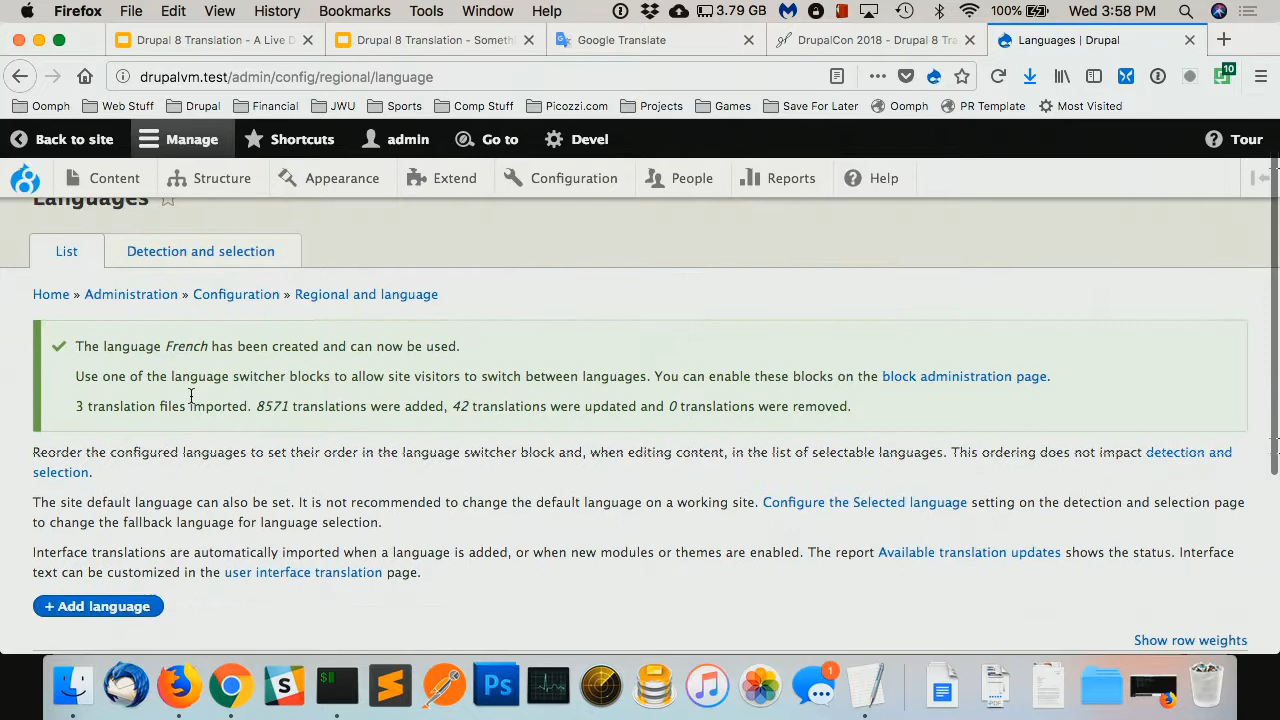 Firefox File Edit View History Bookmarks Tools Window Help 3.79 GB 100% Wed 3:58 PM
Drupal 8 Translation - A Live D
Drupal 8 Translation - Someth
Google Translate
DrupalCon 2018 - Drupal 8 Tra
Languages | Drupal
drupalvm.test/admin/config/regional/language
10
Oomph Web Stuff Drupal Financial JWU Sports Comp Stuff Picozzi.com Projects Games Save For Later Oomph PR Template Most Visited
Back to site Manage Shortcuts admin Go to Devel Tour
Content Structure Appearance Extend Configuration People Reports Help
Languages
List Detection and selection
Home » Administration » Configuration » Regional and language
The language French has been created and can now be used.
Use one of the language switcher blocks to allow site visitors to switch between languages. You can enable these blocks on the block administration page.
3 translation files imported. 8571 translations were added, 42 translations were updated and 0 translations were removed.
Reorder the configured languages to set their order in the language switcher block and, when editing content, in the list of selectable languages. This ordering does not impact detection and
selection.
The site default language can also be set. It is not recommended to change the default language on a working site. Configure the Selected language setting on the detection and selection page
to change the fallback language for language selection.
Interface translations are automatically imported when a language is added, or when new modules or themes are enabled. The report Available translation updates shows the status. Interface
text can be customized in the user interface translation page.
+ Add language
Show row weights
S
$
Ps
1